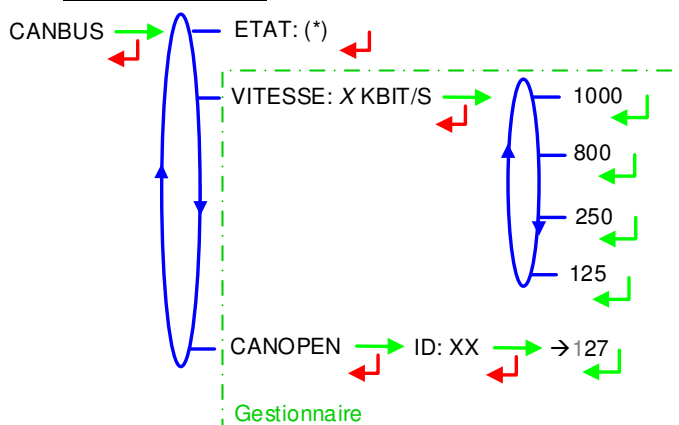 CANBUS
ETAT: (*)
VITESSE: X KBIT/S
1000
800
250
125
CANOPEN
ID: XX
→127
Gestionnaire